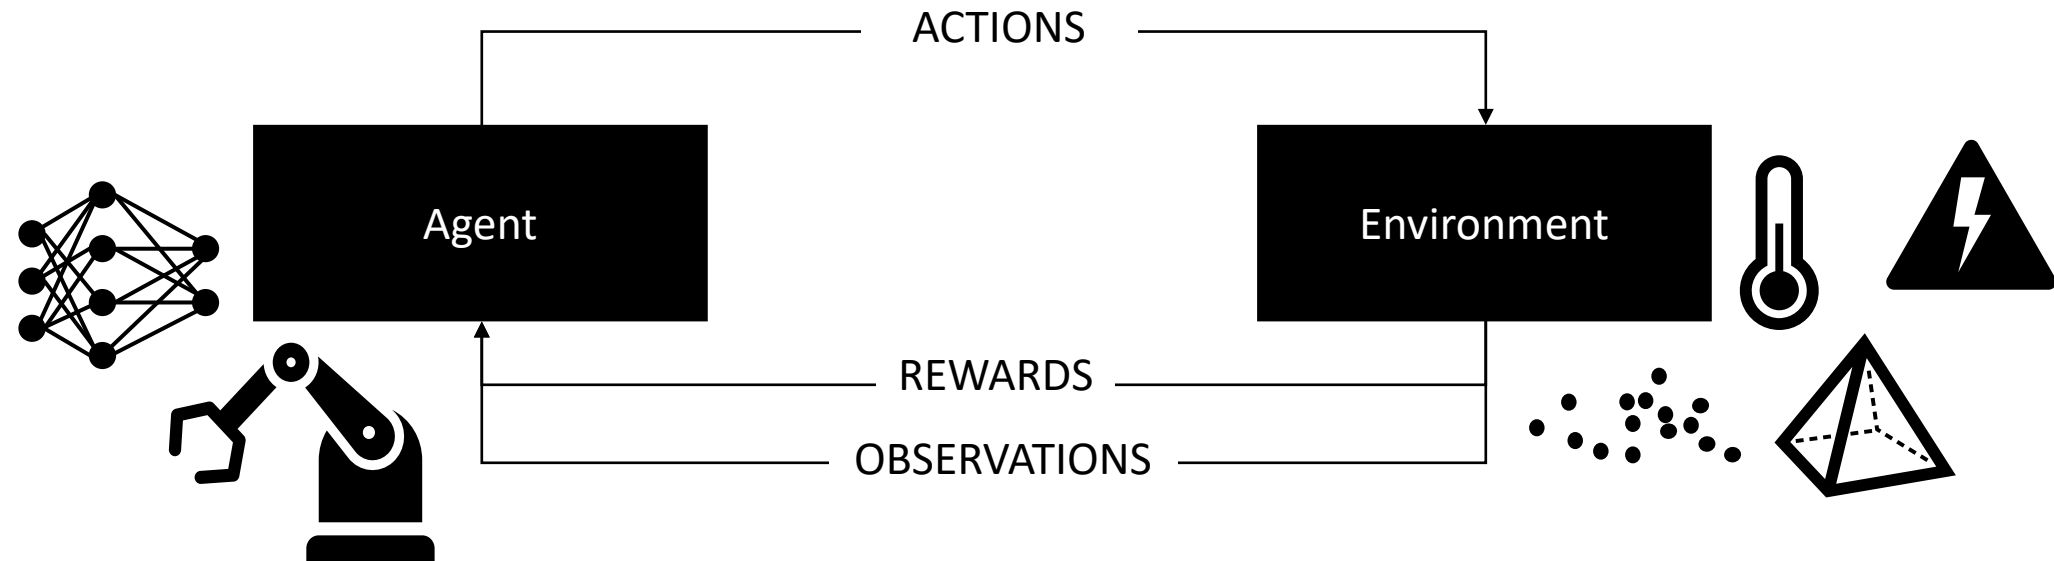 ACTIONS
Agent
Environment
REWARDS
OBSERVATIONS